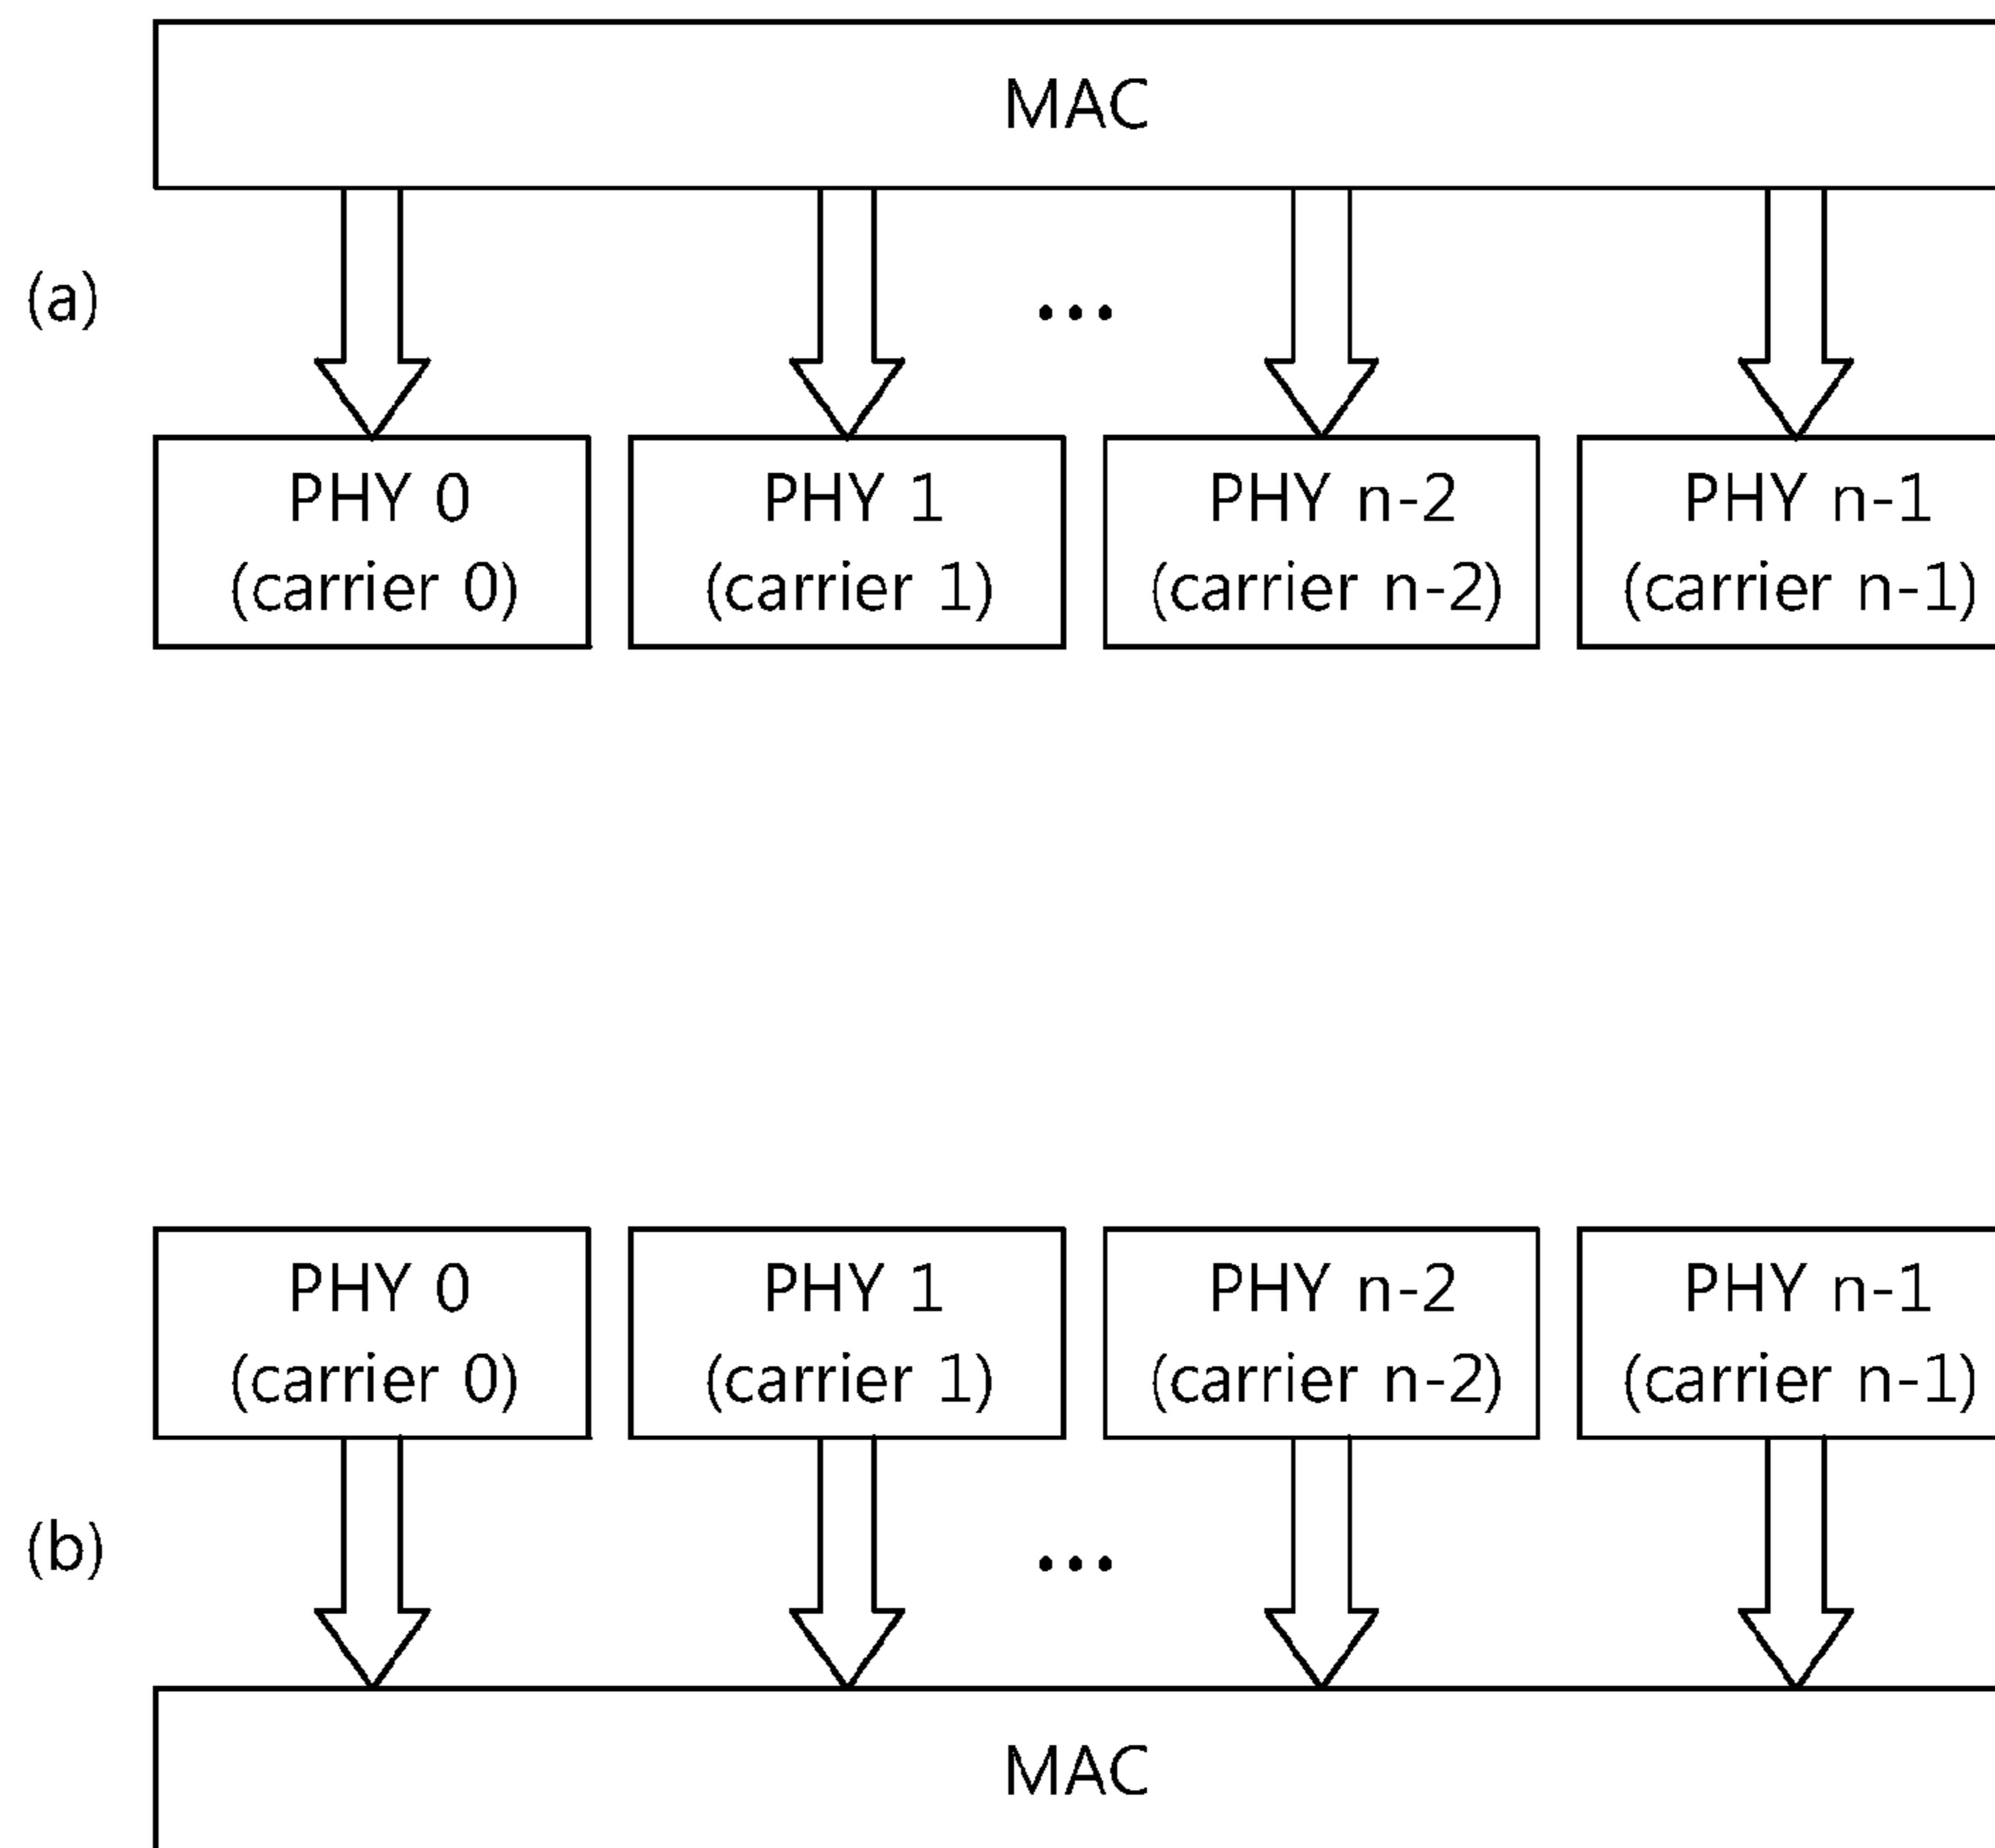 MAC
(a)
...
PHY 0
(carrier 0)
PHY 1
(carrier 1)
PHY n-2
(carrier n-2)
PHY n-1
(carrier n-1)
PHY 0
(carrier 0)
PHY 1
(carrier 1)
PHY n-2
(carrier n-2)
PHY n-1
(carrier n-1)
(b)
...
MAC